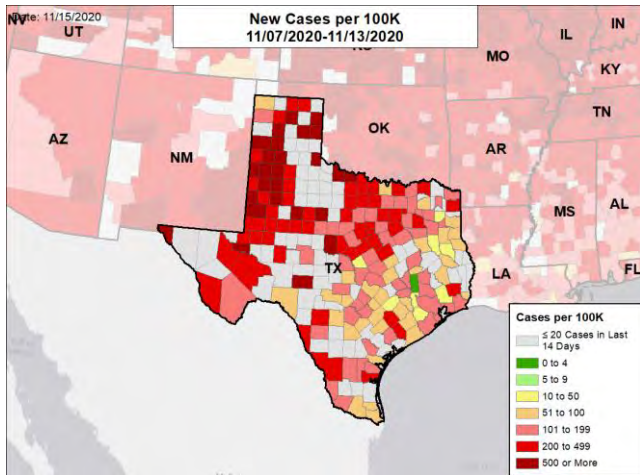 Date: 11/15/2020
New Cases per 100K
11/07/2020-11/13/2020
NV
UT
MO
IL
IN
KY
AZ
NM
OK
AR
TN
MS
AL
TX
LA
FL
Cases per 100K
≤ 20 Cases in Last
14 Days
0 to 4
5 to 9
10 to 50
51 to 100
101 to 199
200 to 499
500 or More